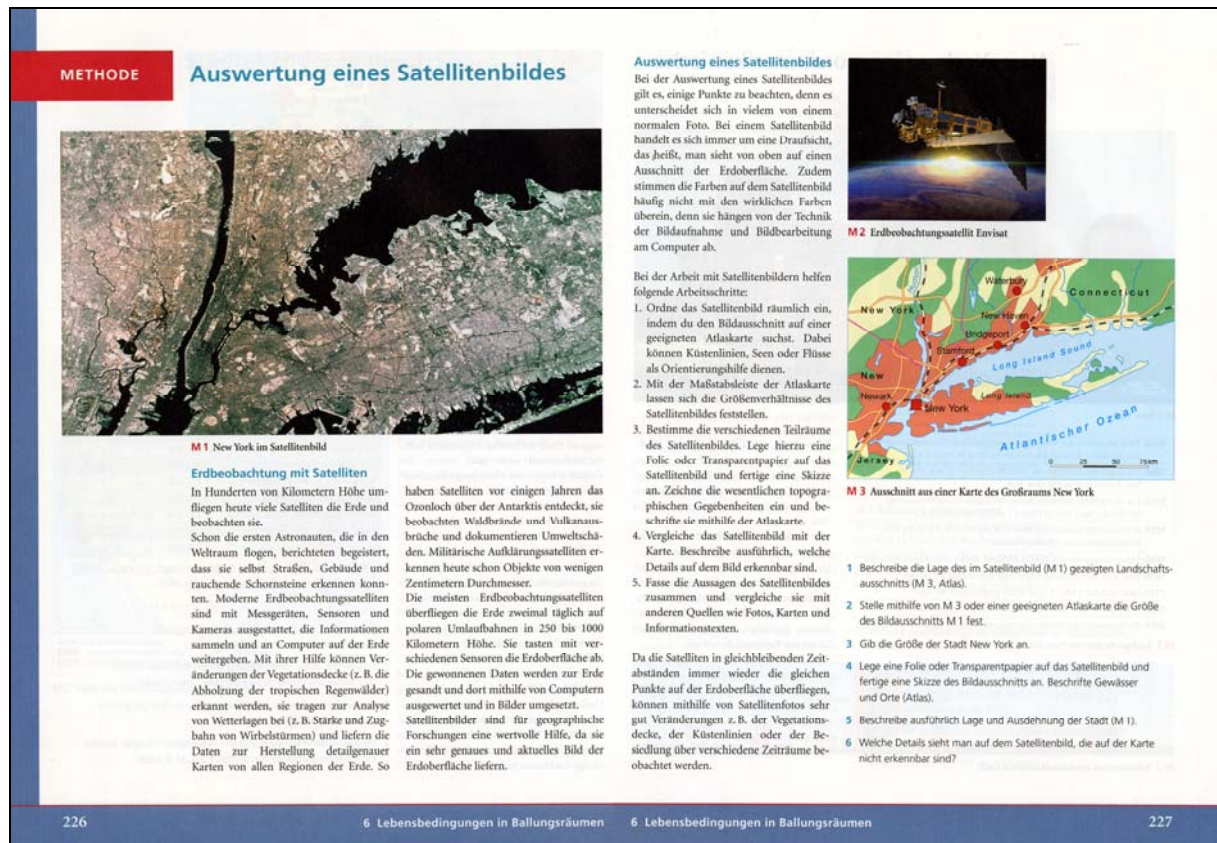 METHODE
Auswertung eines Satellitenbildes
M 1 New York im Satellitenbild
Erdbeobachtung mit Satelliten
In Hunderten von Kilometern Höhe um-
fliegen heute viele Satelliten die Erde und
beobachten sie.
Schon die ersten Astronauten, die in den
Weltraum flogen, berichteten begeistert,
dass sie selbst Straßen, Gebäude und
rauchende Schornsteine erkennen konn-
ten. Moderne Erdbeobachtungssatelliten
sind mit Messgeräten, Sensoren und
Kameras ausgestattet, die Informationen
sammeln und an Computer auf der Erde
weitergeben. Mit ihrer Hilfe können Ver-
änderungen der Vegetationsdecke (z. B. die
Abholzung der tropischen Regenwälder)
erkannt werden, sie tragen zur Analyse
von Wetterlagen bei (z. B. Stärke und Zug-
bahn von Wirbelstürmen) und liefern die
Daten zur Herstellung detailgenauer
Karten von allen Regionen der Erde. So
haben Satelliten vor einigen Jahren das
Ozonloch über der Antarktis entdeckt, sie
beobachten Waldbrände und Vulkanaus-
brüche und dokumentieren Umweltschä-
den. Militärische Aufklärungssatelliten er-
kennen heute schon Objekte von wenigen
Zentimetern Durchmesser.
Die meisten Erdbeobachtungssatelliten
überfliegen die Erde zweimal täglich auf
polaren Umlaufbahnen in 250 bis 1000
Kilometern Höhe. Sie tasten mit ver-
schiedenen Sensoren die Erdoberfläche ab.
Die gewonnenen Daten werden zur Erde
gesandt und dort mithilfe von Computern
ausgewertet und in Bilder umgesetzt.
Satellitenbilder sind für geographische
Forschungen eine wertvolle Hilfe, da sie
ein sehr genaues und aktuelles Bild der
Erdoberfläche liefern.
226
6 Lebensbedingungen in Ballungsräumen
Auswertung eines Satellitenbildes
Bei der Auswertung eines Satellitenbildes
gilt es, einige Punkte zu beachten, denn es
unterscheidet sich in vielem von einem
normalen Foto. Bei einem Satellitenbild
handelt es sich immer um eine Draufsicht,
das heißt, man sieht von oben auf einen
Ausschnitt der Erdoberfläche. Zudem
stimmen die Farben auf dem Satellitenbild
häufig nicht mit den wirklichen Farben
überein, denn sie hängen von der Technik
der Bildaufnahme und Bildbearbeitung
am Computer ab.
Bei der Arbeit mit Satellitenbildern helfen
folgende Arbeitsschritte:
1. Ordne das Satellitenbild räumlich ein,
indem du den Bildausschnitt auf einer
geeigneten Atlaskarte suchst. Dabei
können Küstenlinien, Seen oder Flüsse
als Orientierungshilfe dienen.
2. Mit der Maßstabsleiste der Atlaskarte
lassen sich die Größenverhältnisse des
Satellitenbildes feststellen.
3. Bestimme die verschiedenen Teilräume
des Satellitenbildes. Lege hierzu eine
Folie oder Transparentpapier auf das
Satellitenbild und fertige eine Skizze
an. Zeichne die wesentlichen topogra-
phischen Gegebenheiten ein und be-
schrifte sie mithilfe der Atlaskarte.
4. Vergleiche das Satellitenbild mit der
Karte. Beschreibe ausführlich, welche
Details auf dem Bild erkennbar sind.
5. Fasse die Aussagen des Satellitenbildes
zusammen und vergleiche sie mit
anderen Quellen wie Fotos, Karten und
Informationstexten.
Da die Satelliten in gleichbleibenden Zeit-
abständen immer wieder die gleichen
Punkte auf der Erdoberfläche überfliegen,
können mithilfe von Satellitenfotos sehr
gut Veränderungen z. B. der Vegetations-
decke, der Küstenlinien oder der Be-
siedlung über verschiedene Zeiträume be-
obachtet werden.
M 2 Erdbeobachtungssatellit Envisat
Waterbury
Connecticut
New York
New Haven
Bridgeport
Stamford
Long Island Sound
New
Newark
Long Island
New York
Atlantischer Ozean
Jersey
0 25 50 75km
M 3 Ausschnitt aus einer Karte des Großraums New York
1 Beschreibe die Lage des im Satellitenbild (M 1) gezeigten Landschafts-
ausschnitts (M 3, Atlas).
2 Stelle mithilfe von M 3 oder einer geeigneten Atlaskarte die Größe
des Bildausschnitts M 1 fest.
3 Gib die Größe der Stadt New York an.
4 Lege eine Folie oder Transparentpapier auf das Satellitenbild und
fertige eine Skizze des Bildausschnitts an. Beschrifte Gewässer
und Orte (Atlas).
5 Beschreibe ausführlich Lage und Ausdehnung der Stadt (M 1).
6 Welche Details sieht man auf dem Satellitenbild, die auf der Karte
nicht erkennbar sind?
6 Lebensbedingungen in Ballungsräumen
227